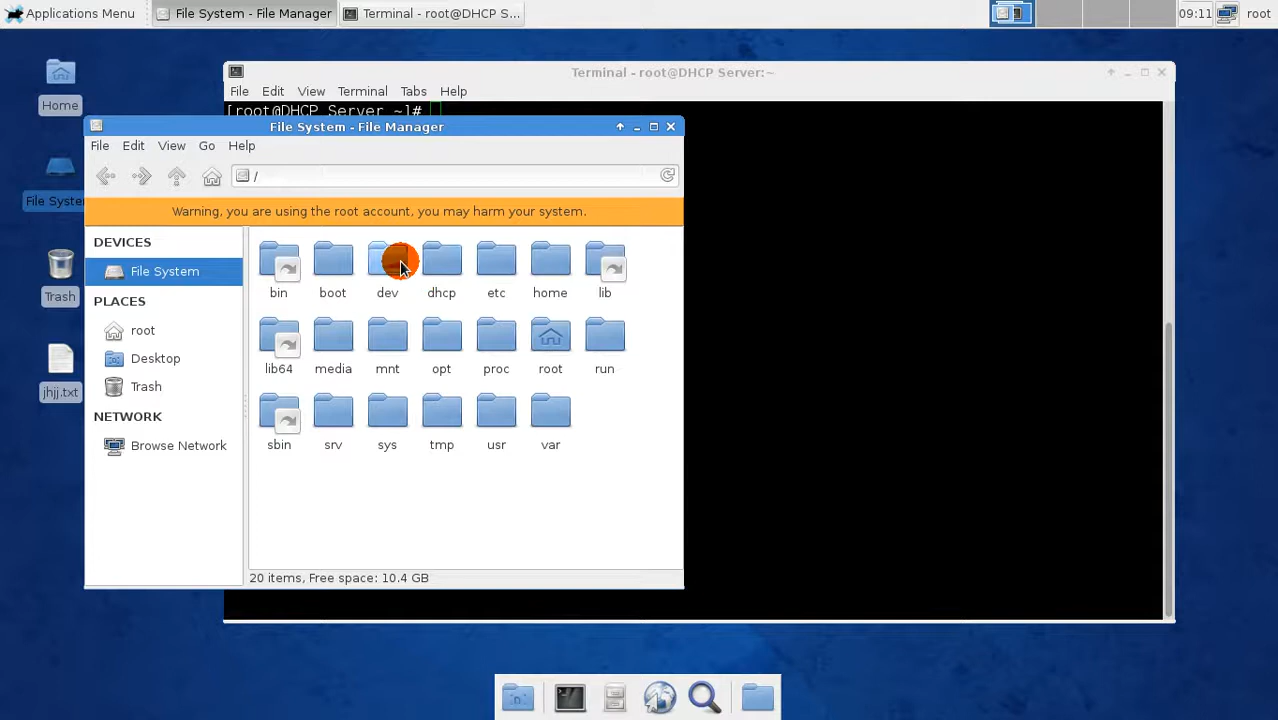 Applications Menu File System - File Manager Terminal - root@DHCP S... 09:11 root
Home
File Syste
Trash
jhjj.txt
Terminal - root@DHCP Server:~
File Edit View Terminal Tabs Help
[root@DHCP Server ~]#
File System - File Manager
File Edit View Go Help
/
Warning, you are using the root account, you may harm your system.
DEVICES
File System
PLACES
root
Desktop
Trash
NETWORK
Browse Network
bin boot dev dhcp etc home lib
lib64 media mnt opt proc root run
sbin srv sys tmp usr var
20 items, Free space: 10.4 GB